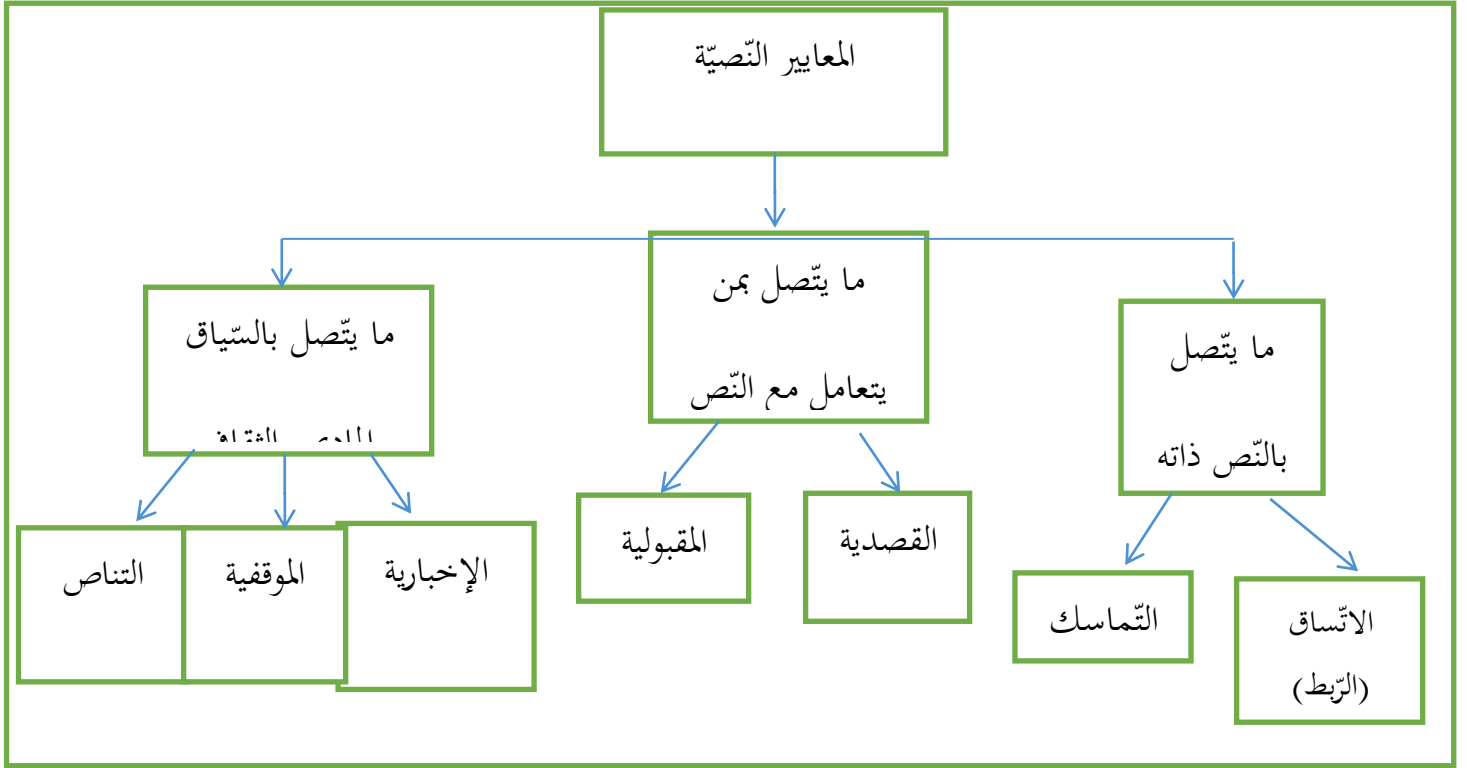 المعايير النّصيّة
ما يتّصل
بالنّص ذاته
ما يتّصل بمن
يتعامل مع النّص
ما يتّصل بالسّياق
الاتّساق
(الرّبط)
التّماسك
القصدية
المقبولية
الإخبارية
الموقفية
التناص